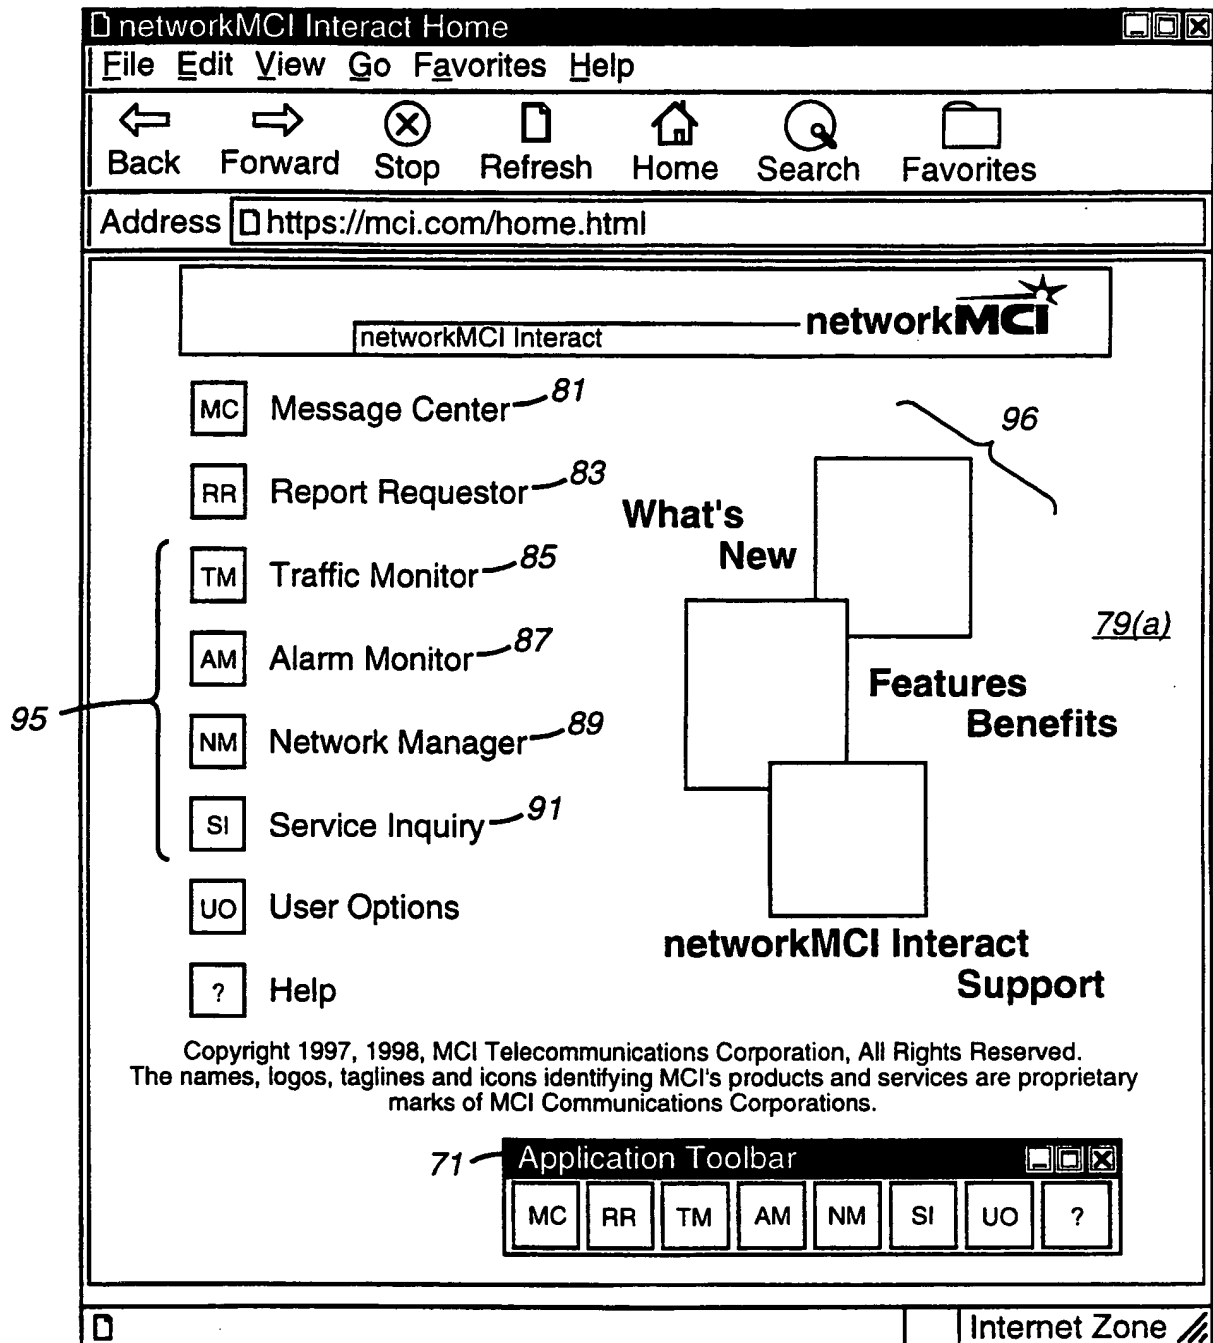 networkMCI Interact Home
File Edit View Go Favorites Help
Back Forward Stop Refresh Home Search Favorites
Address https://mci.com/home.html
networkMCI Interact
networkMCI
MC Message Center 81
96
RR Report Requestor 83
What's
New
TM Traffic Monitor 85
79(a)
AM Alarm Monitor 87
Features
Benefits
95
NM Network Manager 89
SI Service Inquiry 91
UO User Options
networkMCI Interact
Support
? Help
Copyright 1997, 1998, MCI Telecommunications Corporation, All Rights Reserved.
The names, logos, taglines and icons identifying MCI's products and services are proprietary
marks of MCI Communications Corporations.
71 Application Toolbar
MC RR TM AM NM SI UO ?
Internet Zone